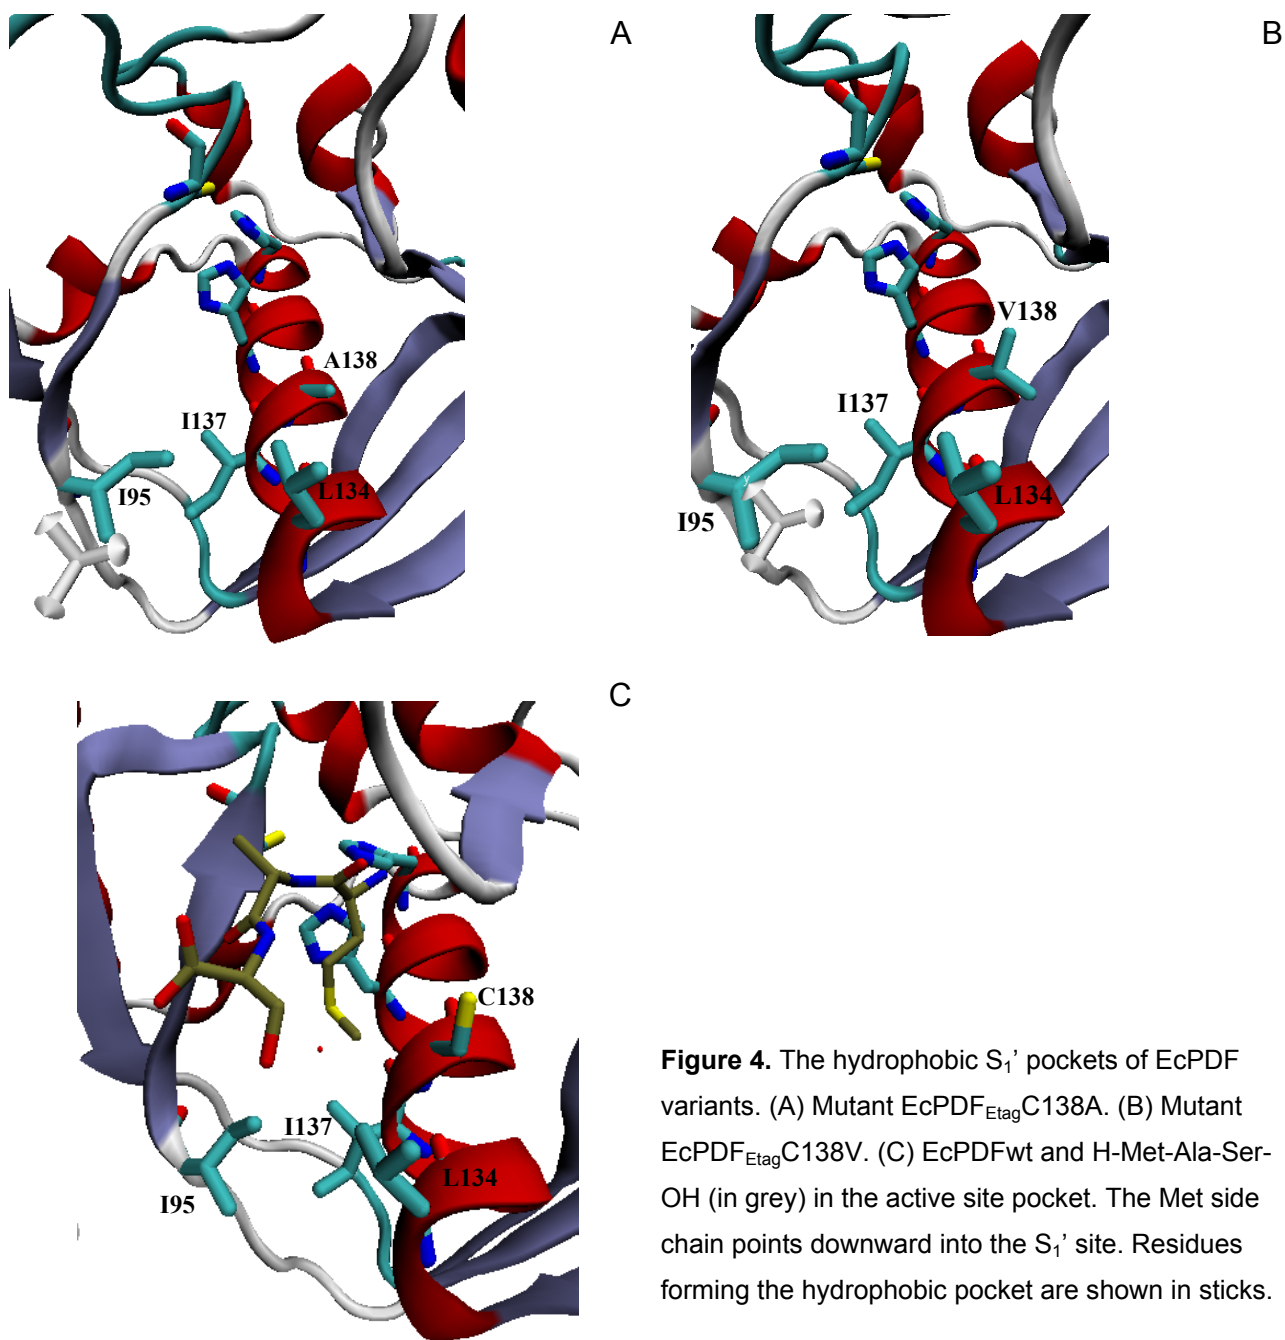 A
B
A138
I137
L134
I95
V138
I137
L134
I95
y
C
C138
I137
L134
I95
Figure 4. The hydrophobic S₁’ pockets of EcPDF
variants. (A) Mutant EcPDF_EtagC138A. (B) Mutant
EcPDF_EtagC138V. (C) EcPDFwt and H-Met-Ala-Ser-
OH (in grey) in the active site pocket. The Met side
chain points downward into the S₁’ site. Residues
forming the hydrophobic pocket are shown in sticks.